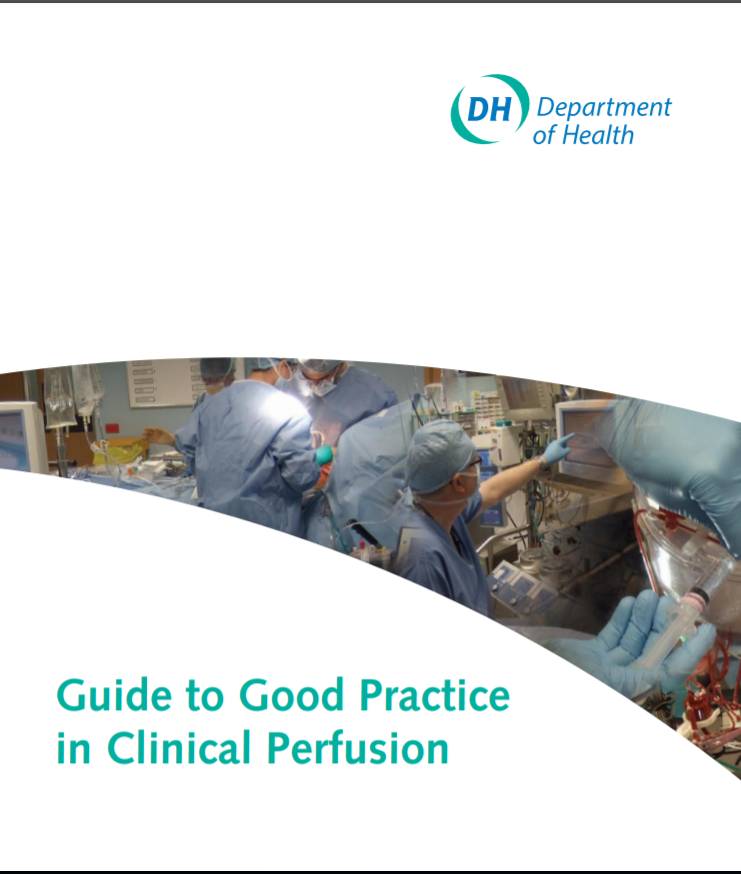 DH Department
of Health
Guide to Good Practice
in Clinical Perfusion